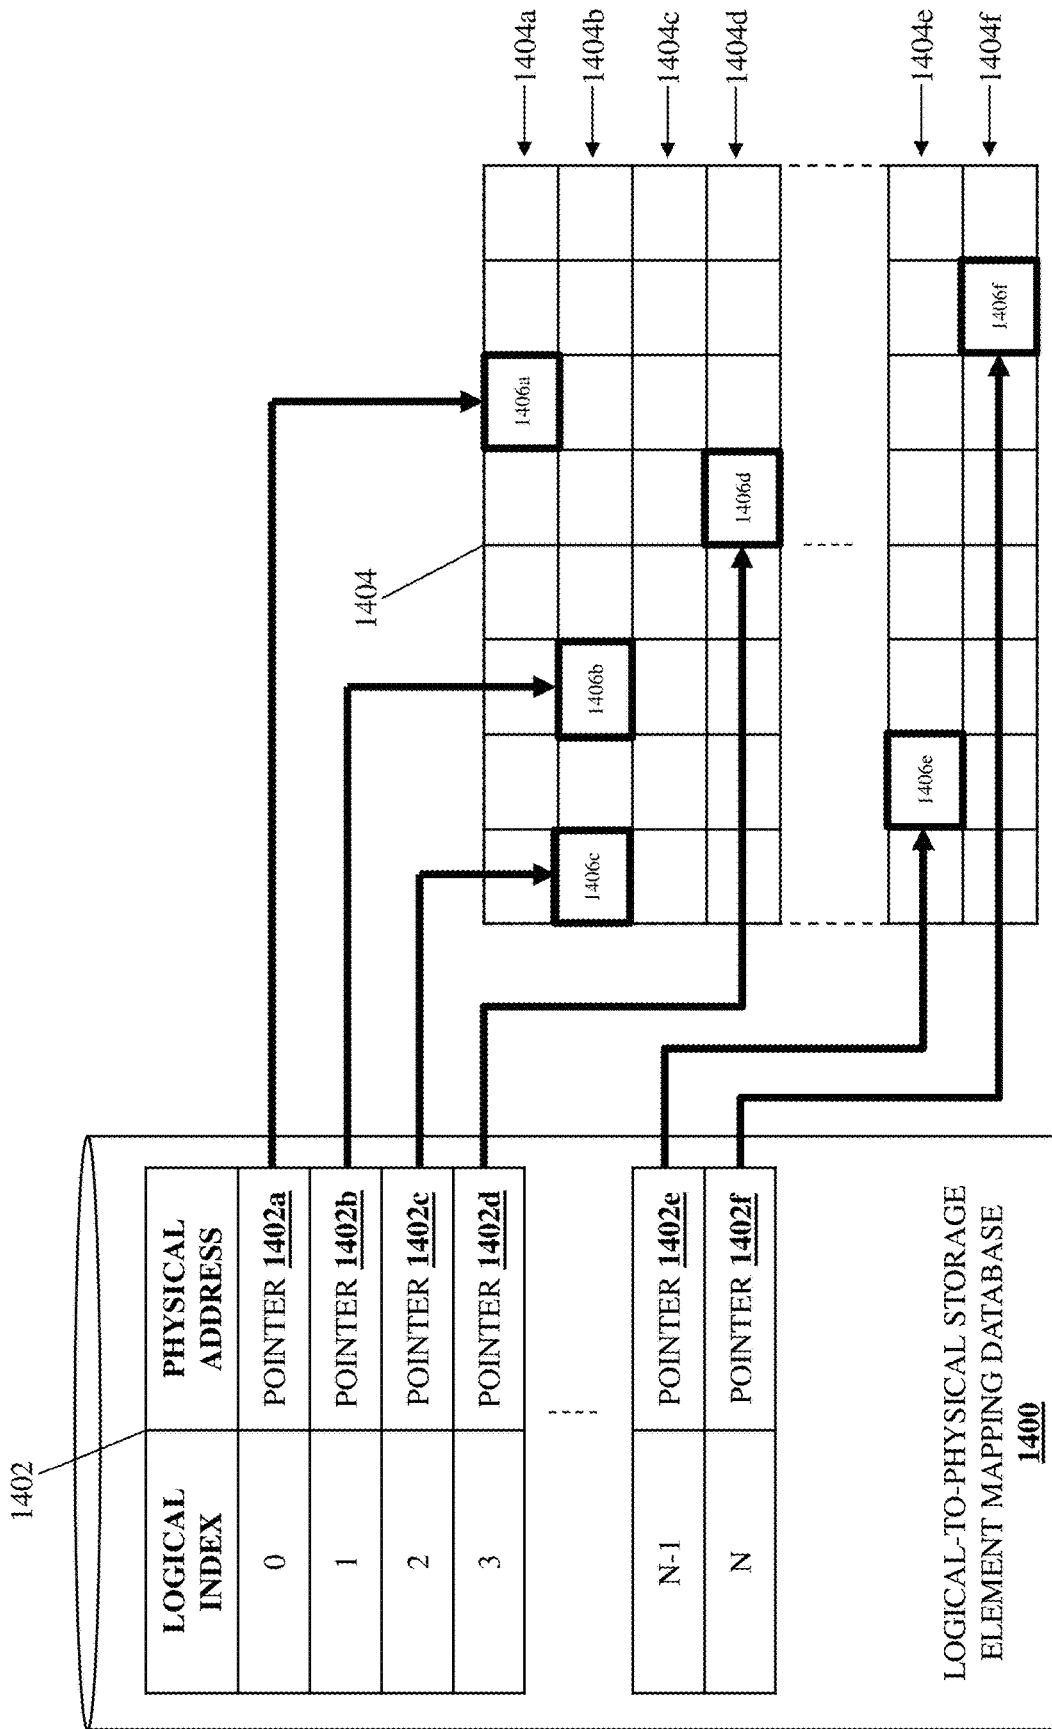 1402
LOGICAL
INDEX
PHYSICAL
ADDRESS
0
POINTER 1402a
1
POINTER 1402b
2
POINTER 1402c
3
POINTER 1402d
N-1
POINTER 1402e
N
POINTER 1402f
LOGICAL-TO-PHYSICAL STORAGE
ELEMENT MAPPING DATABASE
1400
1404
1406a
1406b
1406c
1406d
1406e
1406f
1404a
1404b
1404c
1404d
1404e
1404f